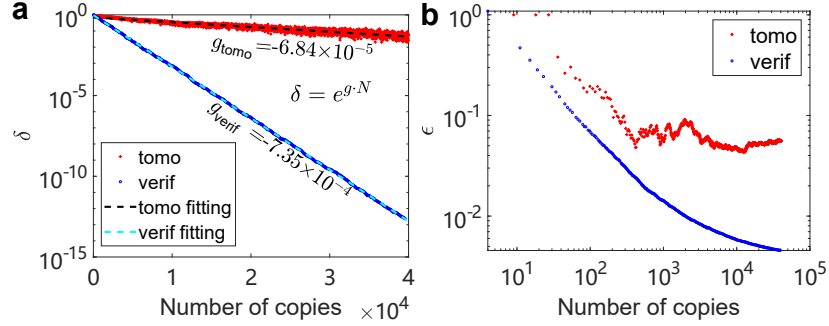 a
10^0
10^-5
10^-10
10^-15
δ
g_tomo=-6.84×10^-5
δ = e^{g·N}
g_verif=-7.35×10^-4
tomo
verif
tomo fitting
verif fitting
0
1
2
3
4
Number of copies
×10^4
b
10^0
10^-1
10^-2
ϵ
tomo
verif
10^1
10^2
10^3
10^4
10^5
Number of copies